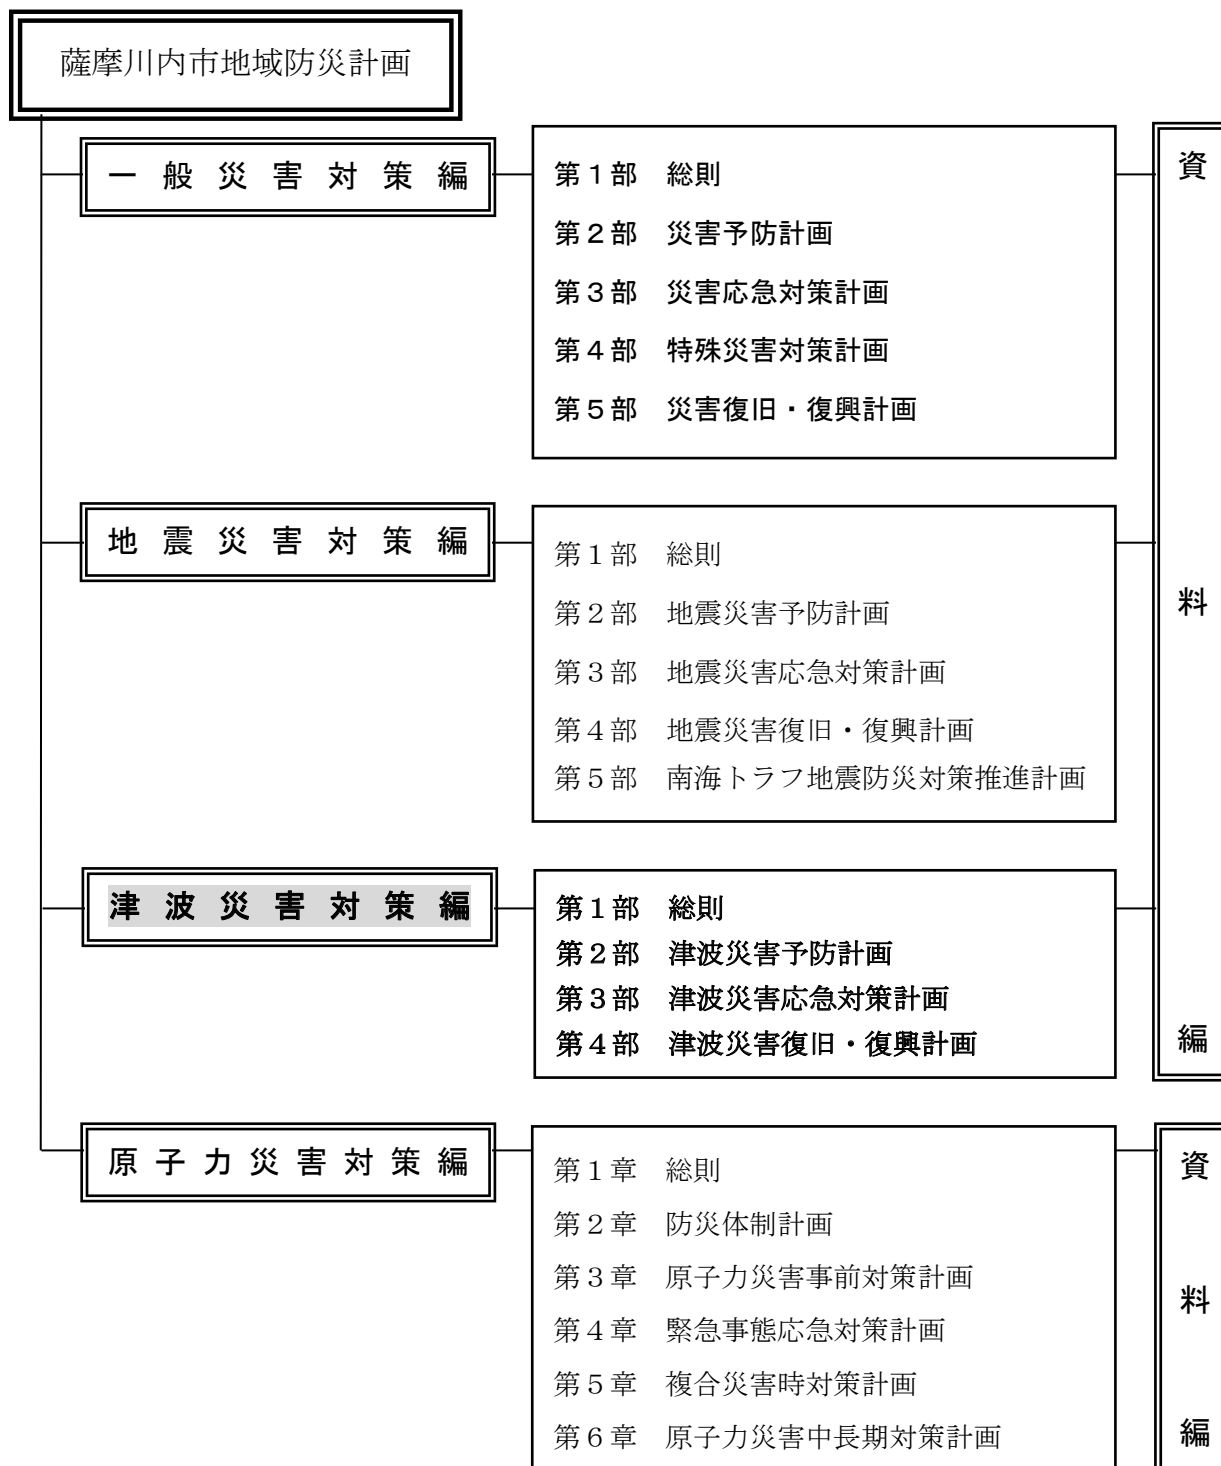 薩摩川内市地域防災計画
一般災害対策編
第１部　総則
第２部　災害予防計画
第３部　災害応急対策計画
第４部　特殊災害対策計画
第５部　災害復旧・復興計画
地震災害対策編
第１部　総則
第２部　地震災害予防計画
第３部　地震災害応急対策計画
第４部　地震災害復旧・復興計画
第５部　南海トラフ地震防災対策推進計画
津波災害対策編
第１部　総則
第２部　津波災害予防計画
第３部　津波災害応急対策計画
第４部　津波災害復旧・復興計画
資料編
原子力災害対策編
第１章　総則
第２章　防災体制計画
第３章　原子力災害事前対策計画
第４章　緊急事態応急対策計画
第５章　複合災害時対策計画
第６章　原子力災害中長期対策計画
資料編